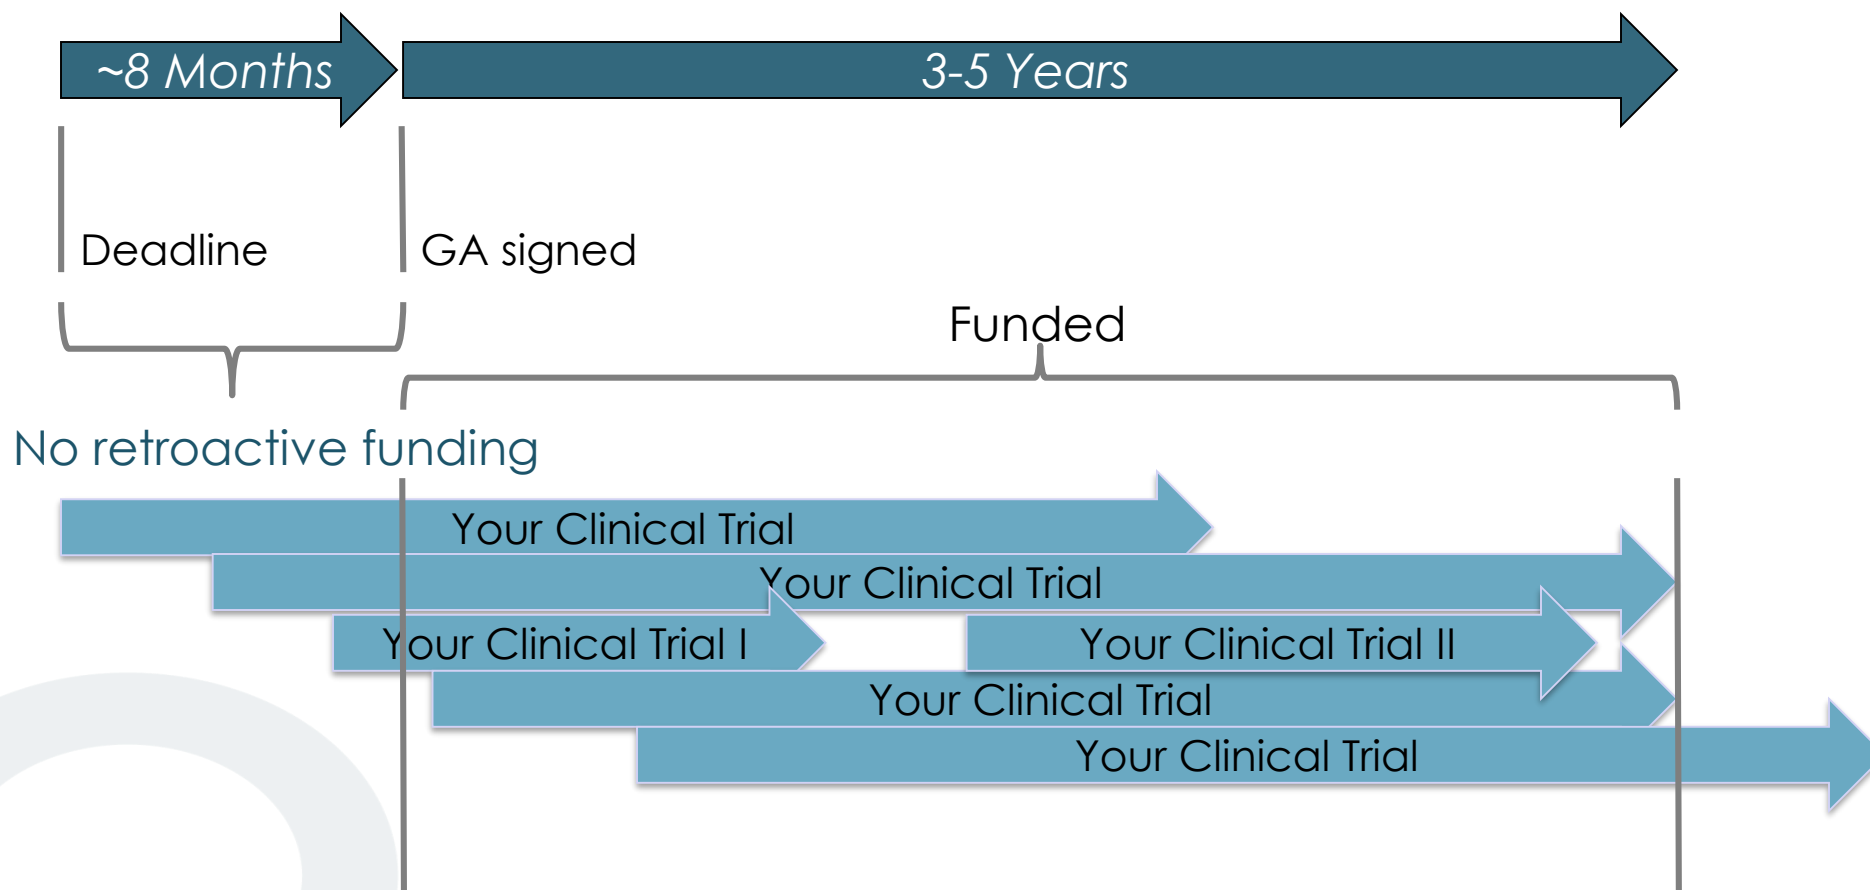 ~8 Months
3-5 Years
Deadline
GA signed
Funded
No retroactive funding
Your Clinical Trial
Your Clinical Trial
Your Clinical Trial I
Your Clinical Trial II
Your Clinical Trial
Your Clinical Trial